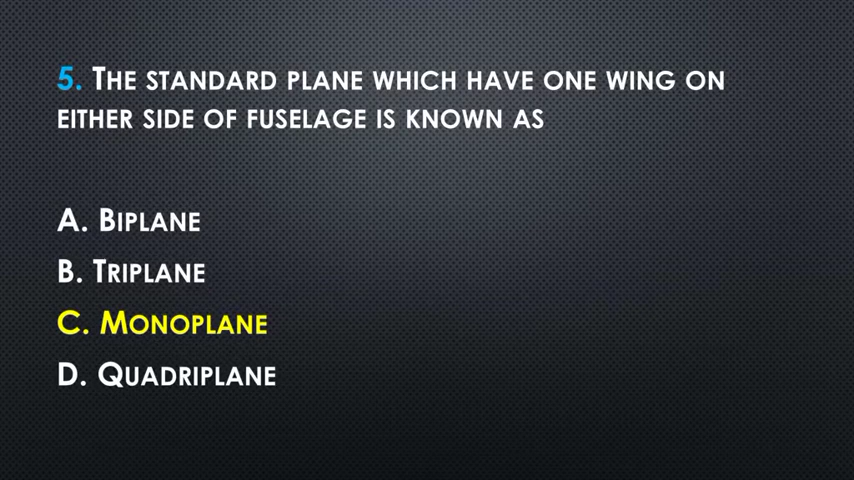 5. The standard plane which have one wing on
either side of fuselage is known as
A. Biplane
B. Triplane
C. Monoplane
D. Quadriplane